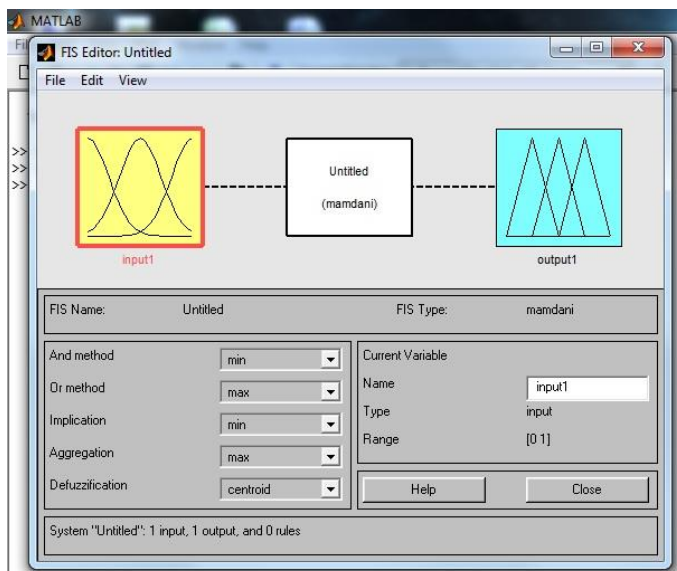 MATLAB
FIS Editor: Untitled
File Edit View
>>
>>
>>
Untitled
(mamdani)
input1
output1
FIS Name: Untitled FIS Type: mamdani
And method min
Or method max
Implication min
Aggregation max
Defuzzification centroid
Current Variable
Name input1
Type input
Range [0 1]
Help Close
System "Untitled": 1 input, 1 output, and 0 rules